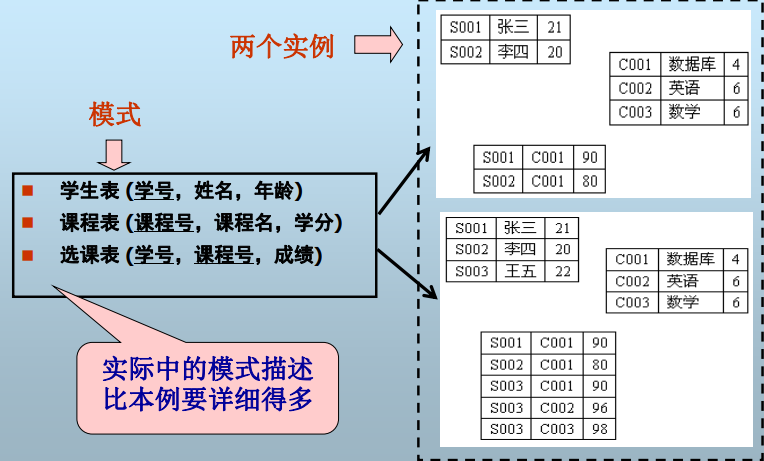 两个实例
模式
学生表 (学号，姓名，年龄)
课程表 (课程号，课程名，学分)
选课表 (学号，课程号，成绩)
实际中的模式描述
比本例要详细得多
S001 张三 21
S002 李四 20
C001 数据库 4
C002 英语 6
C003 数学 6
S001 C001 90
S002 C001 80
S001 张三 21
S002 李四 20
S003 王五 22
C001 数据库 4
C002 英语 6
C003 数学 6
S001 C001 90
S002 C001 80
S003 C001 90
S003 C002 96
S003 C003 98